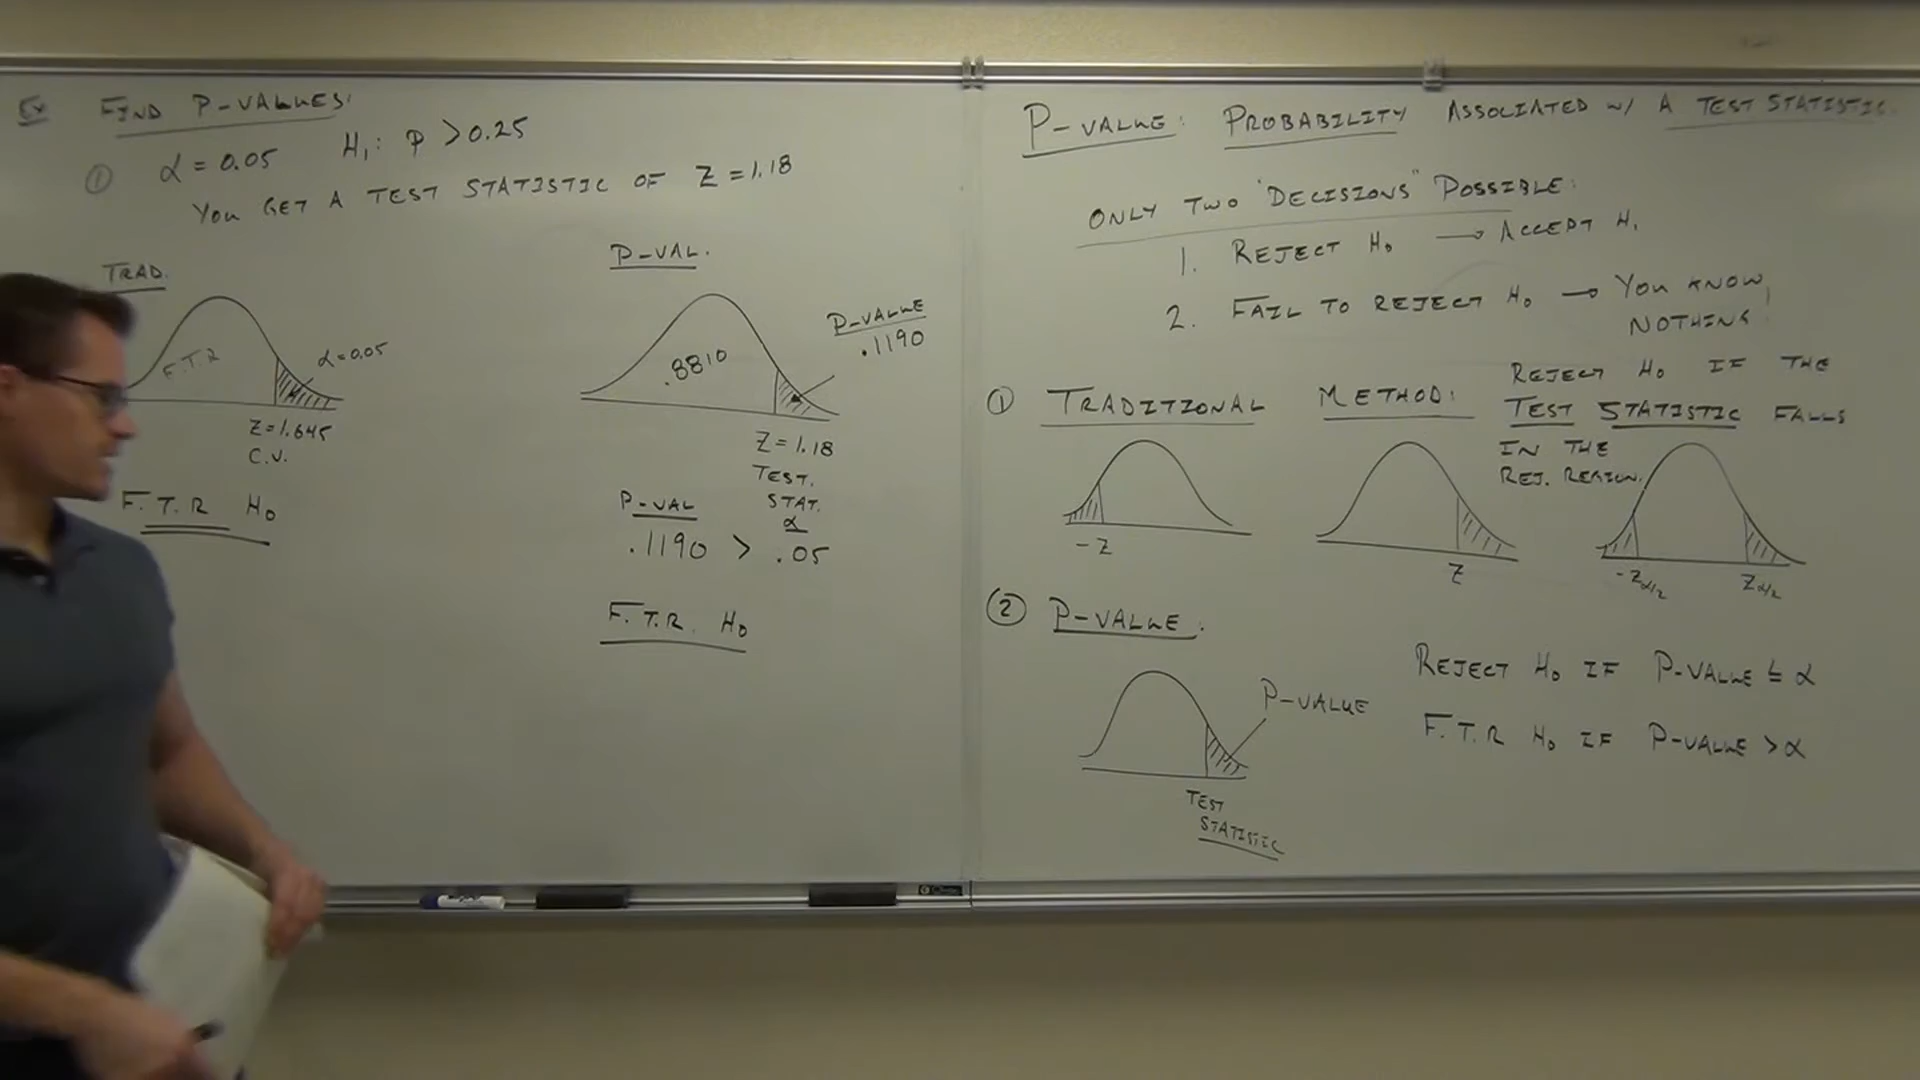 Ex FIND P-VALUES:
① α = 0.05 H₁: P > 0.25
YOU GET A TEST STATISTIC OF Z = 1.18
TRAD.
F.T.R
α = 0.05
Z = 1.645
C.V.
F.T.R H₀
P-VAL.
.8810
P-VALUE
.1190
Z = 1.18
TEST.
STAT.
P-VAL α
.1190 > .05
F.T.R. H₀
P-VALUE: PROBABILITY ASSOCIATED W/ A TEST STATISTIC.
ONLY TWO "DECISIONS" POSSIBLE:
1. REJECT H₀ → ACCEPT H₁
2. FAIL TO REJECT H₀ → YOU KNOW
NOTHING!
① TRADITIONAL METHOD:
REJECT H₀ IF THE
TEST STATISTIC FALLS
IN THE
REJ. REGION.
-Z
Z
-Zα/2
Zα/2
② P-VALUE:
P-VALUE
TEST
STATISTIC
REJECT H₀ IF P-VALUE ≤ α
F.T.R H₀ IF P-VALUE > α